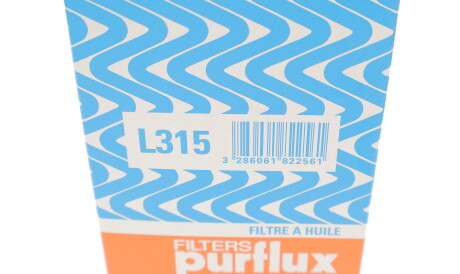 L315
3 286061 822561
FILTRE A HUILE
FILTERS
purflux